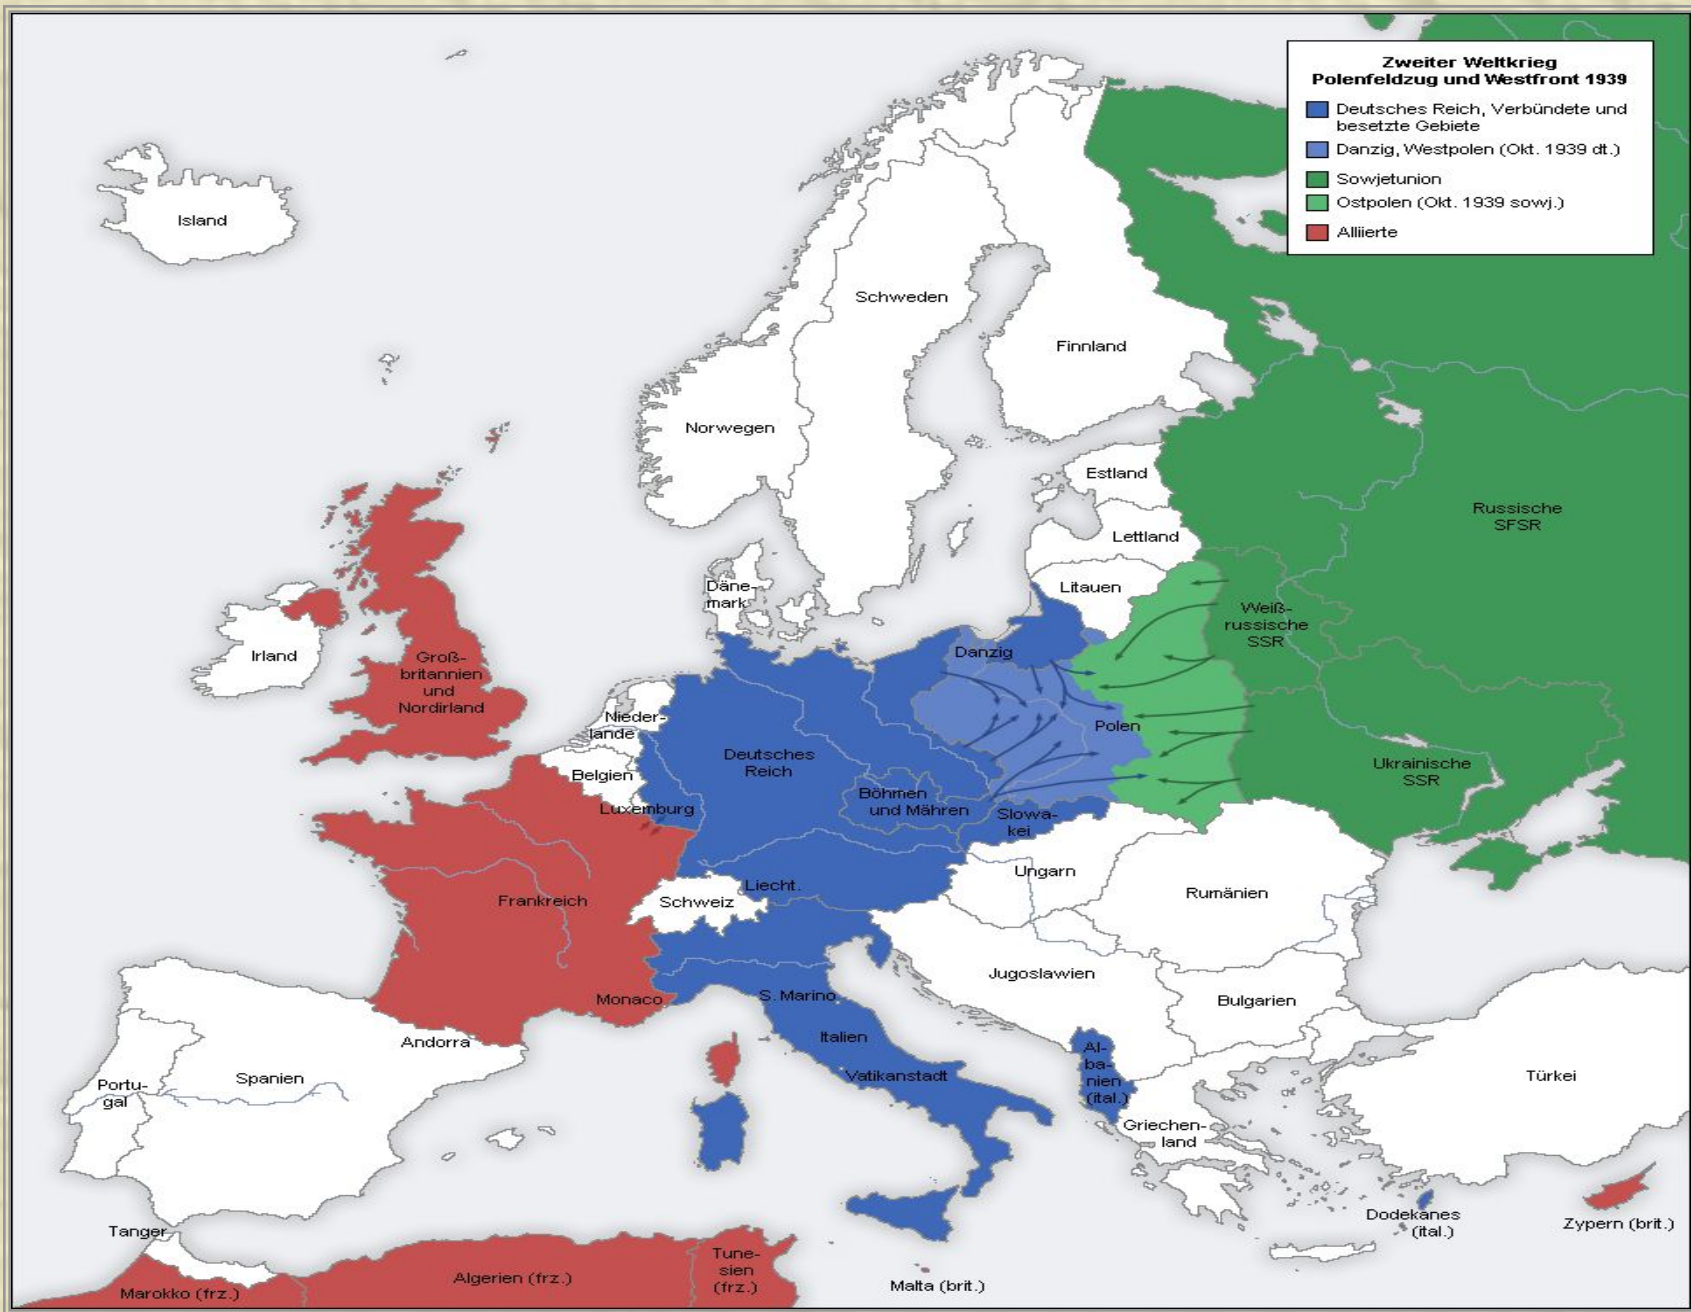 Zweiter Weltkrieg
Polenfeldzug und Westfront 1939
Deutsches Reich, Verbündete und
besetzte Gebiete
Danzig, Westpolen (Okt. 1939 dt.)
Sowjetunion
Ostpolen (Okt. 1939 sowj.)
Alliierte
Island
Schweden
Finnland
Norwegen
Estland
Russische
SFSR
Lettland
Litauen
Däne-
mark
Weiß-
russische
SSR
Irland
Groß-
britannien
und
Nordirland
Danzig
Nieder-
lande
Polen
Deutsches
Reich
Belgien
Ukrainische
SSR
Böhmen
und Mähren
Luxemburg
Slowa-
kei
Ungarn
Liecht.
Rumänien
Frankreich
Schweiz
Jugoslawien
Monaco
S. Marino
Bulgarien
Italien
Andorra
Al-
ba-
nien
(ital.)
Spanien
Vatikanstadt
Türkei
Portu-
gal
Griechen-
land
Dodekanes
(ital.)
Zypern (brit.)
Tanger
Tune-
sien
(frz.)
Algerien (frz.)
Malta (brit.)
Marokko (frz.)